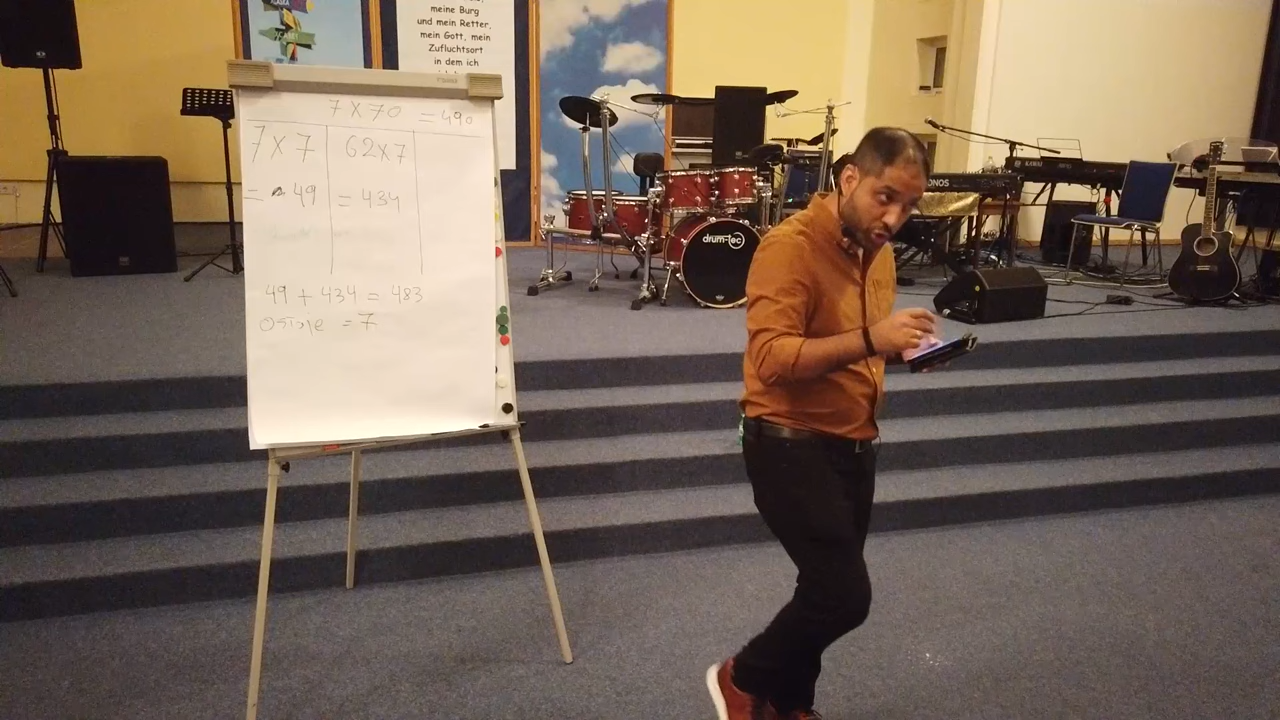 meine Burg
und mein Retter,
mein Gott, mein
Zufluchtsort
in dem ich
7 X 70 = 490
7 X 7 62 X 7
= 49 = 434
49 + 434 = 483
= 7
drum-tec
KAWAI